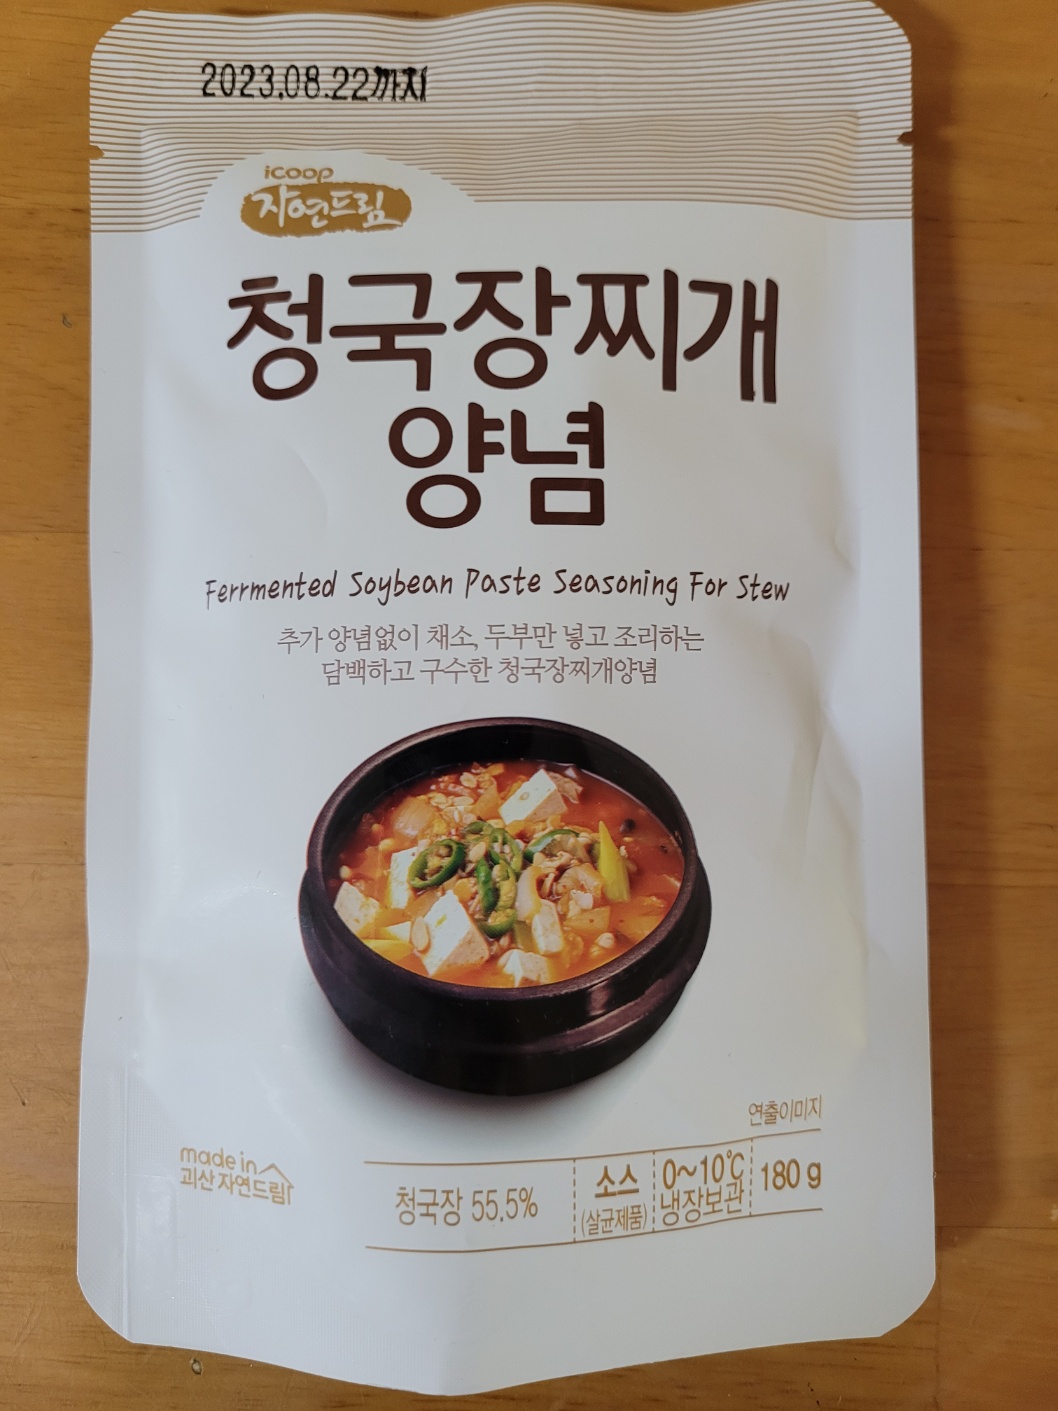 2023.08.22까지
icoop
자연드림
청국장찌개
양념
Ferrmented Soybean Paste Seasoning For Stew
추가 양념없이 채소, 두부만 넣고 조리하는
담백하고 구수한 청국장찌개양념
연출이미지
made in
괴산 자연드림
청국장 55.5%
소스
(살균제품)
0~10℃
냉장보관
180 g